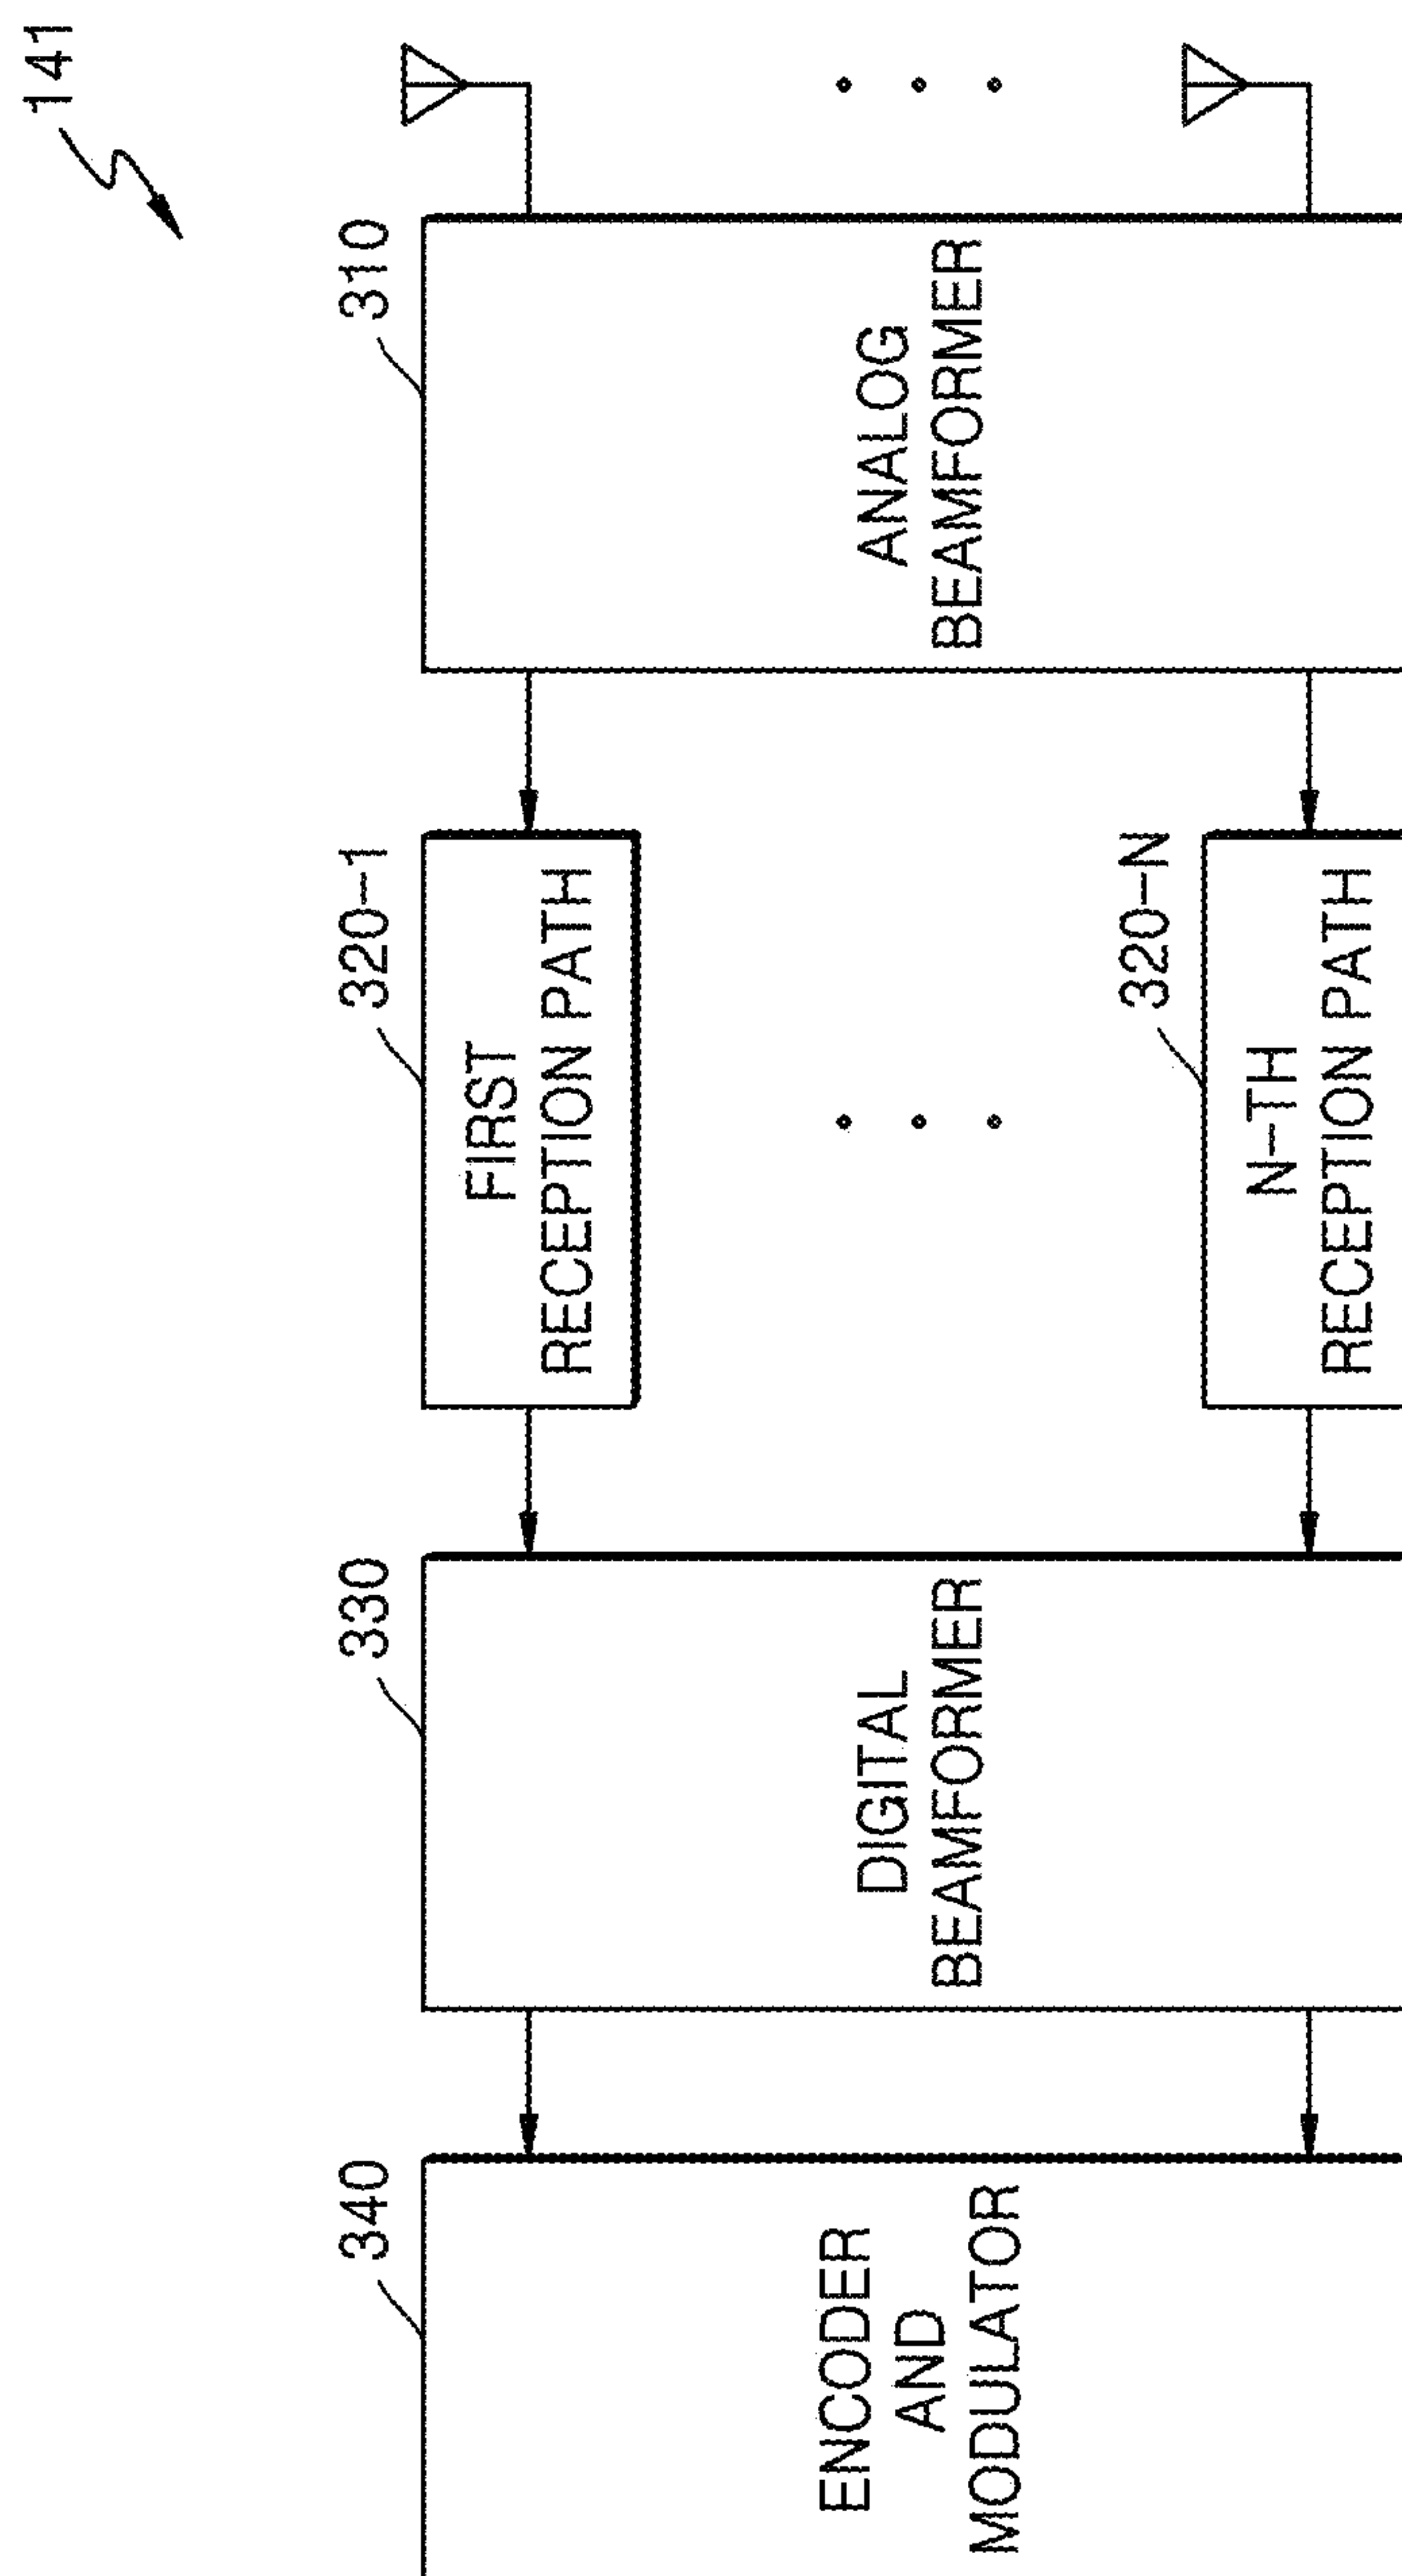 141
340
330
320-1
310
ENCODER
AND
MODULATOR
DIGITAL
BEAMFORMER
FIRST
RECEPTION PATH
ANALOG
BEAMFORMER
320-N
N-TH
RECEPTION PATH